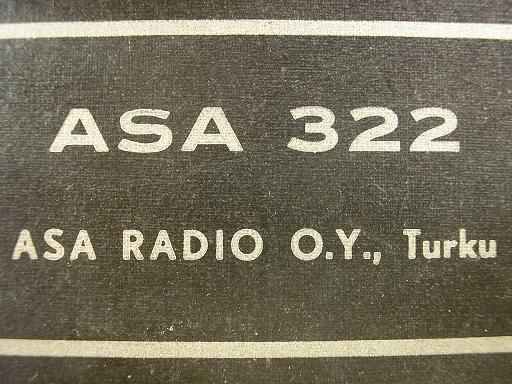 ASA 322
ASA RADIO O.Y., Turku